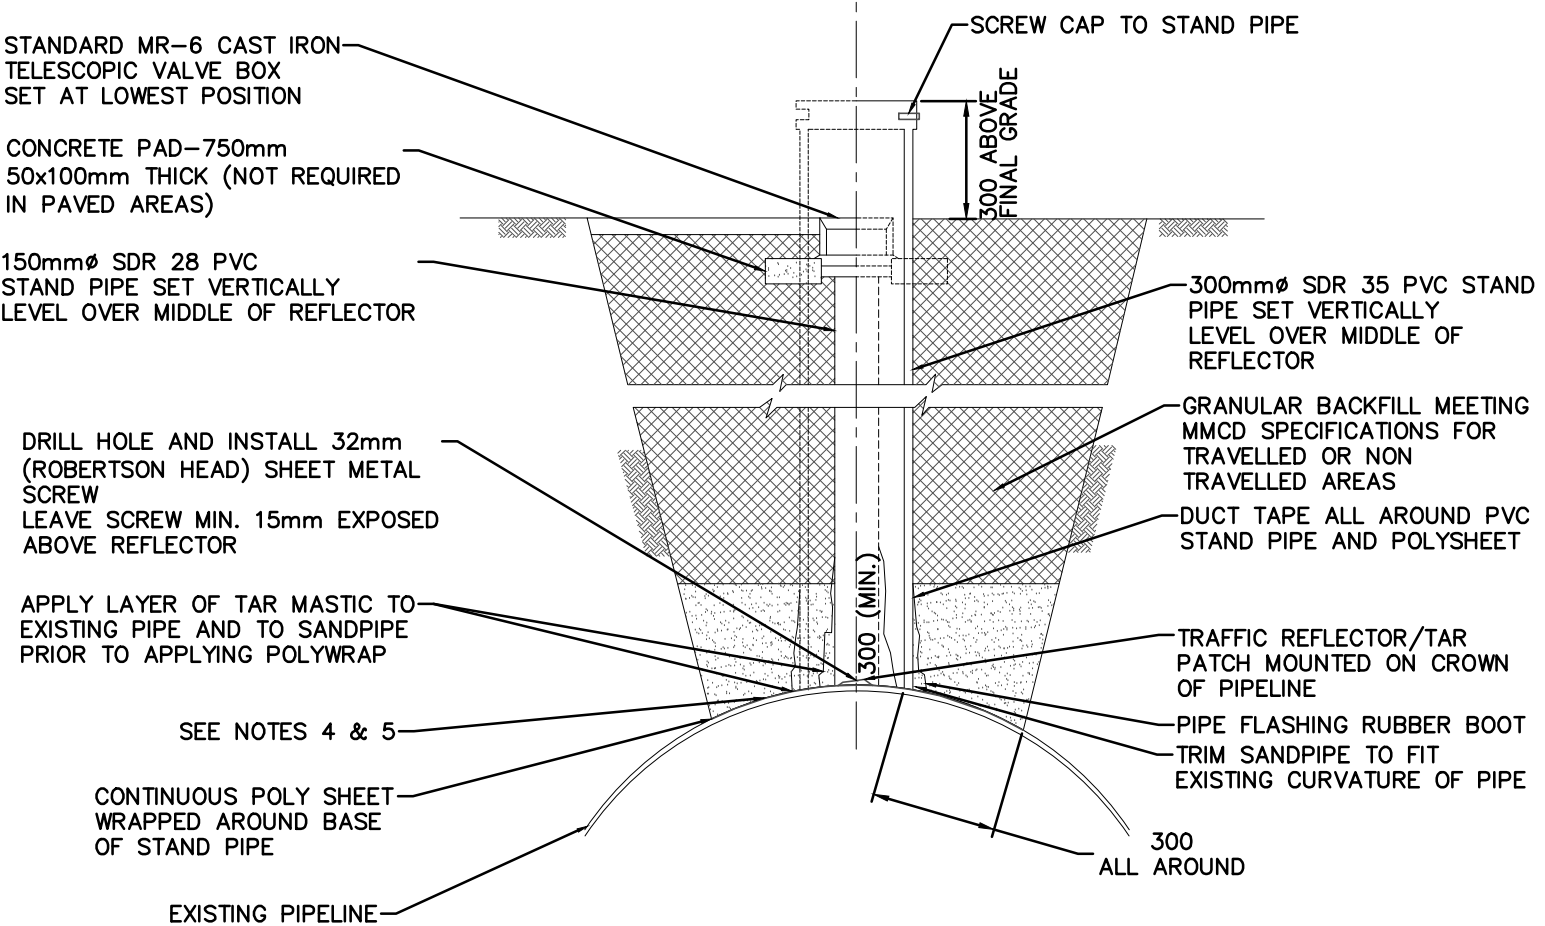 STANDARD MR-6 CAST IRON
TELESCOPIC VALVE BOX
SET AT LOWEST POSITION
CONCRETE PAD-750mm
50x100mm THICK (NOT REQUIRED
IN PAVED AREAS)
150mmø SDR 28 PVC
STAND PIPE SET VERTICALLY
LEVEL OVER MIDDLE OF REFLECTOR
DRILL HOLE AND INSTALL 32mm
(ROBERTSON HEAD) SHEET METAL
SCREW
LEAVE SCREW MIN. 15mm EXPOSED
ABOVE REFLECTOR
APPLY LAYER OF TAR MASTIC TO
EXISTING PIPE AND TO SANDPIPE
PRIOR TO APPLYING POLYWRAP
SEE NOTES 4 & 5
CONTINUOUS POLY SHEET
WRAPPED AROUND BASE
OF STAND PIPE
EXISTING PIPELINE
300 (MIN.)
SCREW CAP TO STAND PIPE
300 ABOVE
FINAL GRADE
300mmø SDR 35 PVC STAND
PIPE SET VERTICALLY
LEVEL OVER MIDDLE OF
REFLECTOR
GRANULAR BACKFILL MEETING
MMCD SPECIFICATIONS FOR
TRAVELLED OR NON
TRAVELLED AREAS
DUCT TAPE ALL AROUND PVC
STAND PIPE AND POLYSHEET
TRAFFIC REFLECTOR/TAR
PATCH MOUNTED ON CROWN
OF PIPELINE
PIPE FLASHING RUBBER BOOT
TRIM SANDPIPE TO FIT
EXISTING CURVATURE OF PIPE
300
ALL AROUND